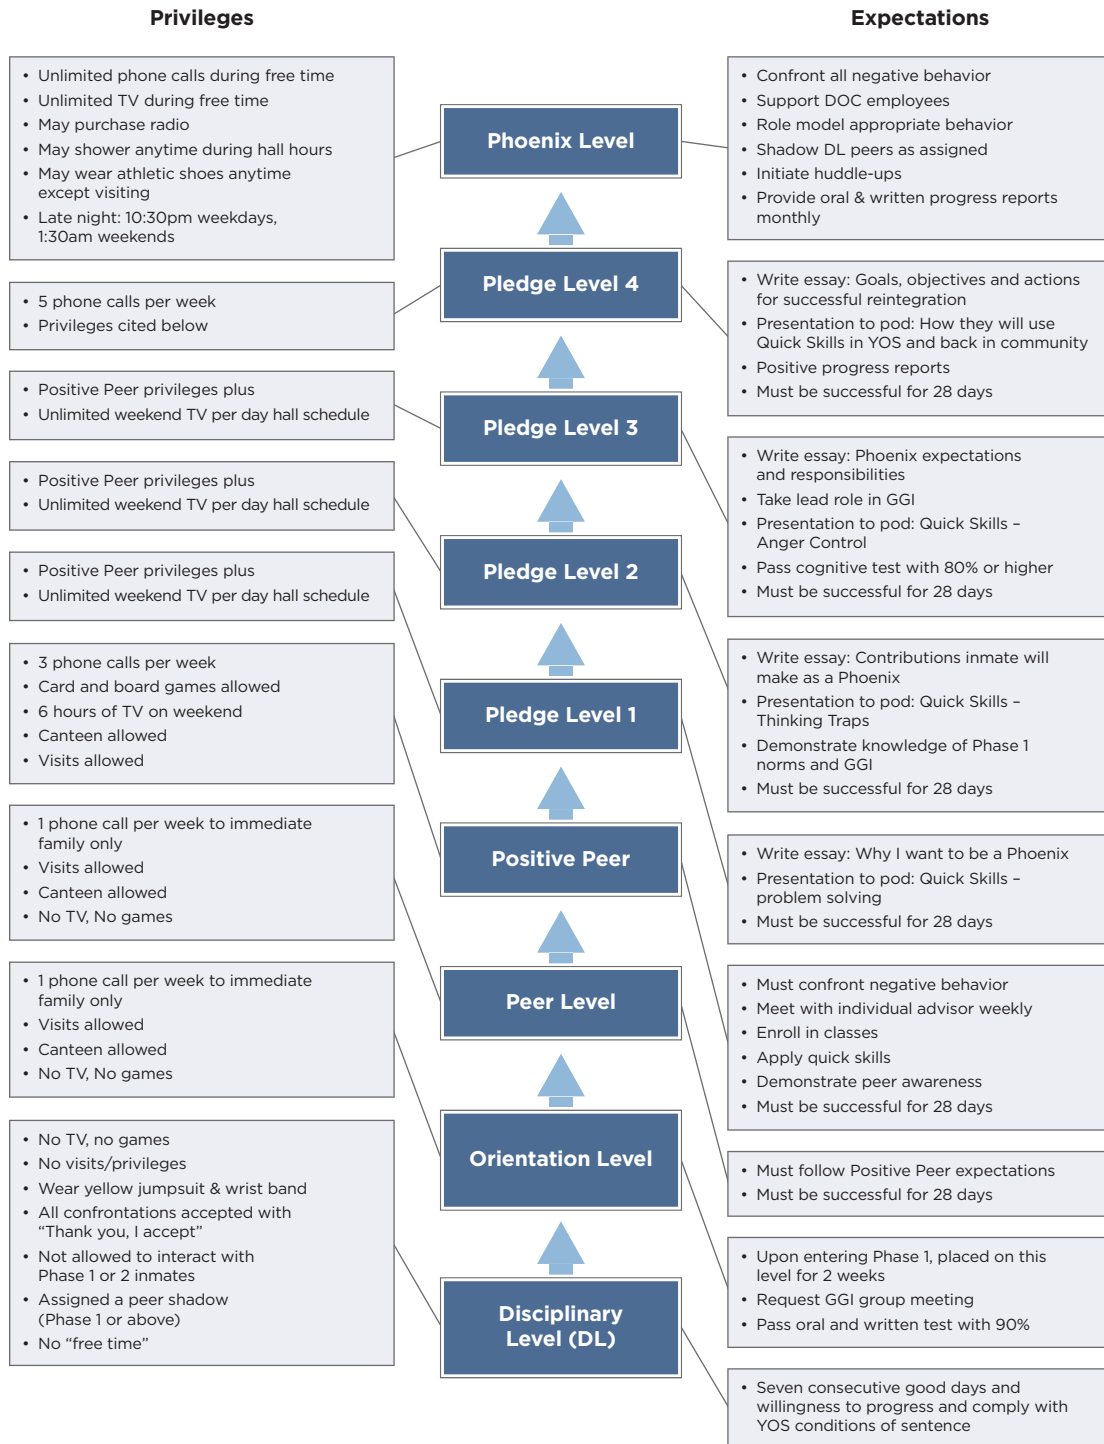 Privileges
Expectations
• Unlimited phone calls during free time
• Unlimited TV during free time
• May purchase radio
• May shower anytime during hall hours
• May wear athletic shoes anytime
except visiting
• Late night: 10:30pm weekdays,
1:30am weekends
Phoenix Level
• Confront all negative behavior
• Support DOC employees
• Role model appropriate behavior
• Shadow DL peers as assigned
• Initiate huddle-ups
• Provide oral & written progress reports
monthly
• 5 phone calls per week
• Privileges cited below
Pledge Level 4
• Write essay: Goals, objectives and actions
for successful reintegration
• Presentation to pod: How they will use
Quick Skills in YOS and back in community
• Positive progress reports
• Must be successful for 28 days
• Positive Peer privileges plus
• Unlimited weekend TV per day hall schedule
Pledge Level 3
• Write essay: Phoenix expectations
and responsibilities
• Take lead role in GGI
• Presentation to pod: Quick Skills –
Anger Control
• Pass cognitive test with 80% or higher
• Must be successful for 28 days
• Positive Peer privileges plus
• Unlimited weekend TV per day hall schedule
Pledge Level 2
• Write essay: Contributions inmate will
make as a Phoenix
• Presentation to pod: Quick Skills –
Thinking Traps
• Demonstrate knowledge of Phase 1
norms and GGI
• Must be successful for 28 days
• Positive Peer privileges plus
• Unlimited weekend TV per day hall schedule
Pledge Level 1
• Write essay: Why I want to be a Phoenix
• Presentation to pod: Quick Skills –
problem solving
• Must be successful for 28 days
• 3 phone calls per week
• Card and board games allowed
• 6 hours of TV on weekend
• Canteen allowed
• Visits allowed
Positive Peer
• Must confront negative behavior
• Meet with individual advisor weekly
• Enroll in classes
• Apply quick skills
• Demonstrate peer awareness
• Must be successful for 28 days
• 1 phone call per week to immediate
family only
• Visits allowed
• Canteen allowed
• No TV, No games
Peer Level
• Must follow Positive Peer expectations
• Must be successful for 28 days
• 1 phone call per week to immediate
family only
• Visits allowed
• Canteen allowed
• No TV, No games
Orientation Level
• Upon entering Phase 1, placed on this
level for 2 weeks
• Request GGI group meeting
• Pass oral and written test with 90%
• No TV, no games
• No visits/privileges
• Wear yellow jumpsuit & wrist band
• All confrontations accepted with
“Thank you, I accept”
• Not allowed to interact with
Phase 1 or 2 inmates
• Assigned a peer shadow
(Phase 1 or above)
• No “free time”
Disciplinary
Level (DL)
• Seven consecutive good days and
willingness to progress and comply with
YOS conditions of sentence